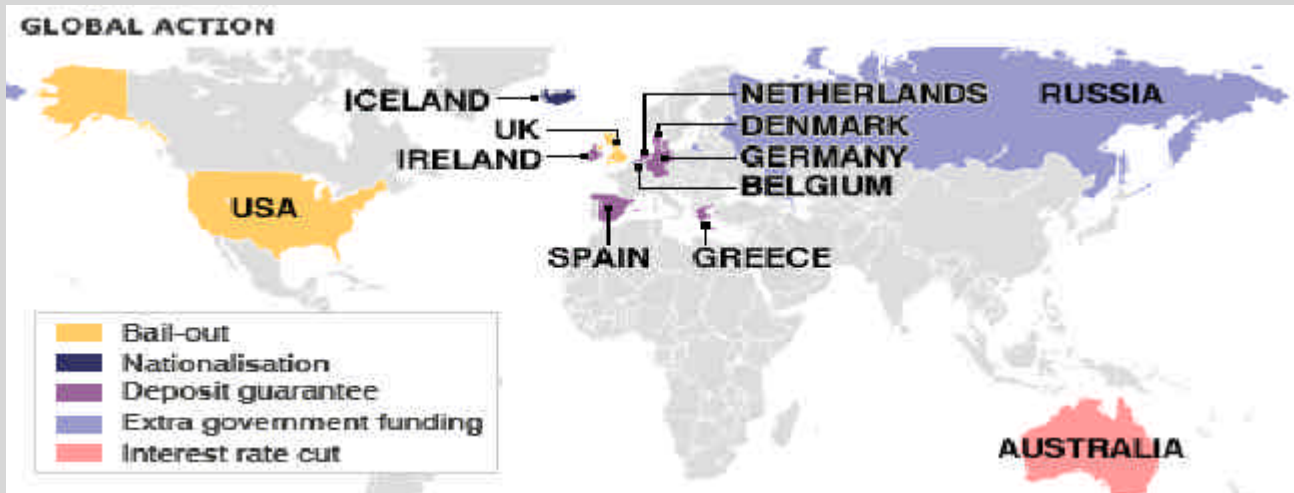 GLOBAL ACTION
ICELAND
UK
IRELAND
NETHERLANDS
DENMARK
GERMANY
BELGIUM
RUSSIA
USA
SPAIN
GREECE
AUSTRALIA
Bail-out
Nationalisation
Deposit guarantee
Extra government funding
Interest rate cut